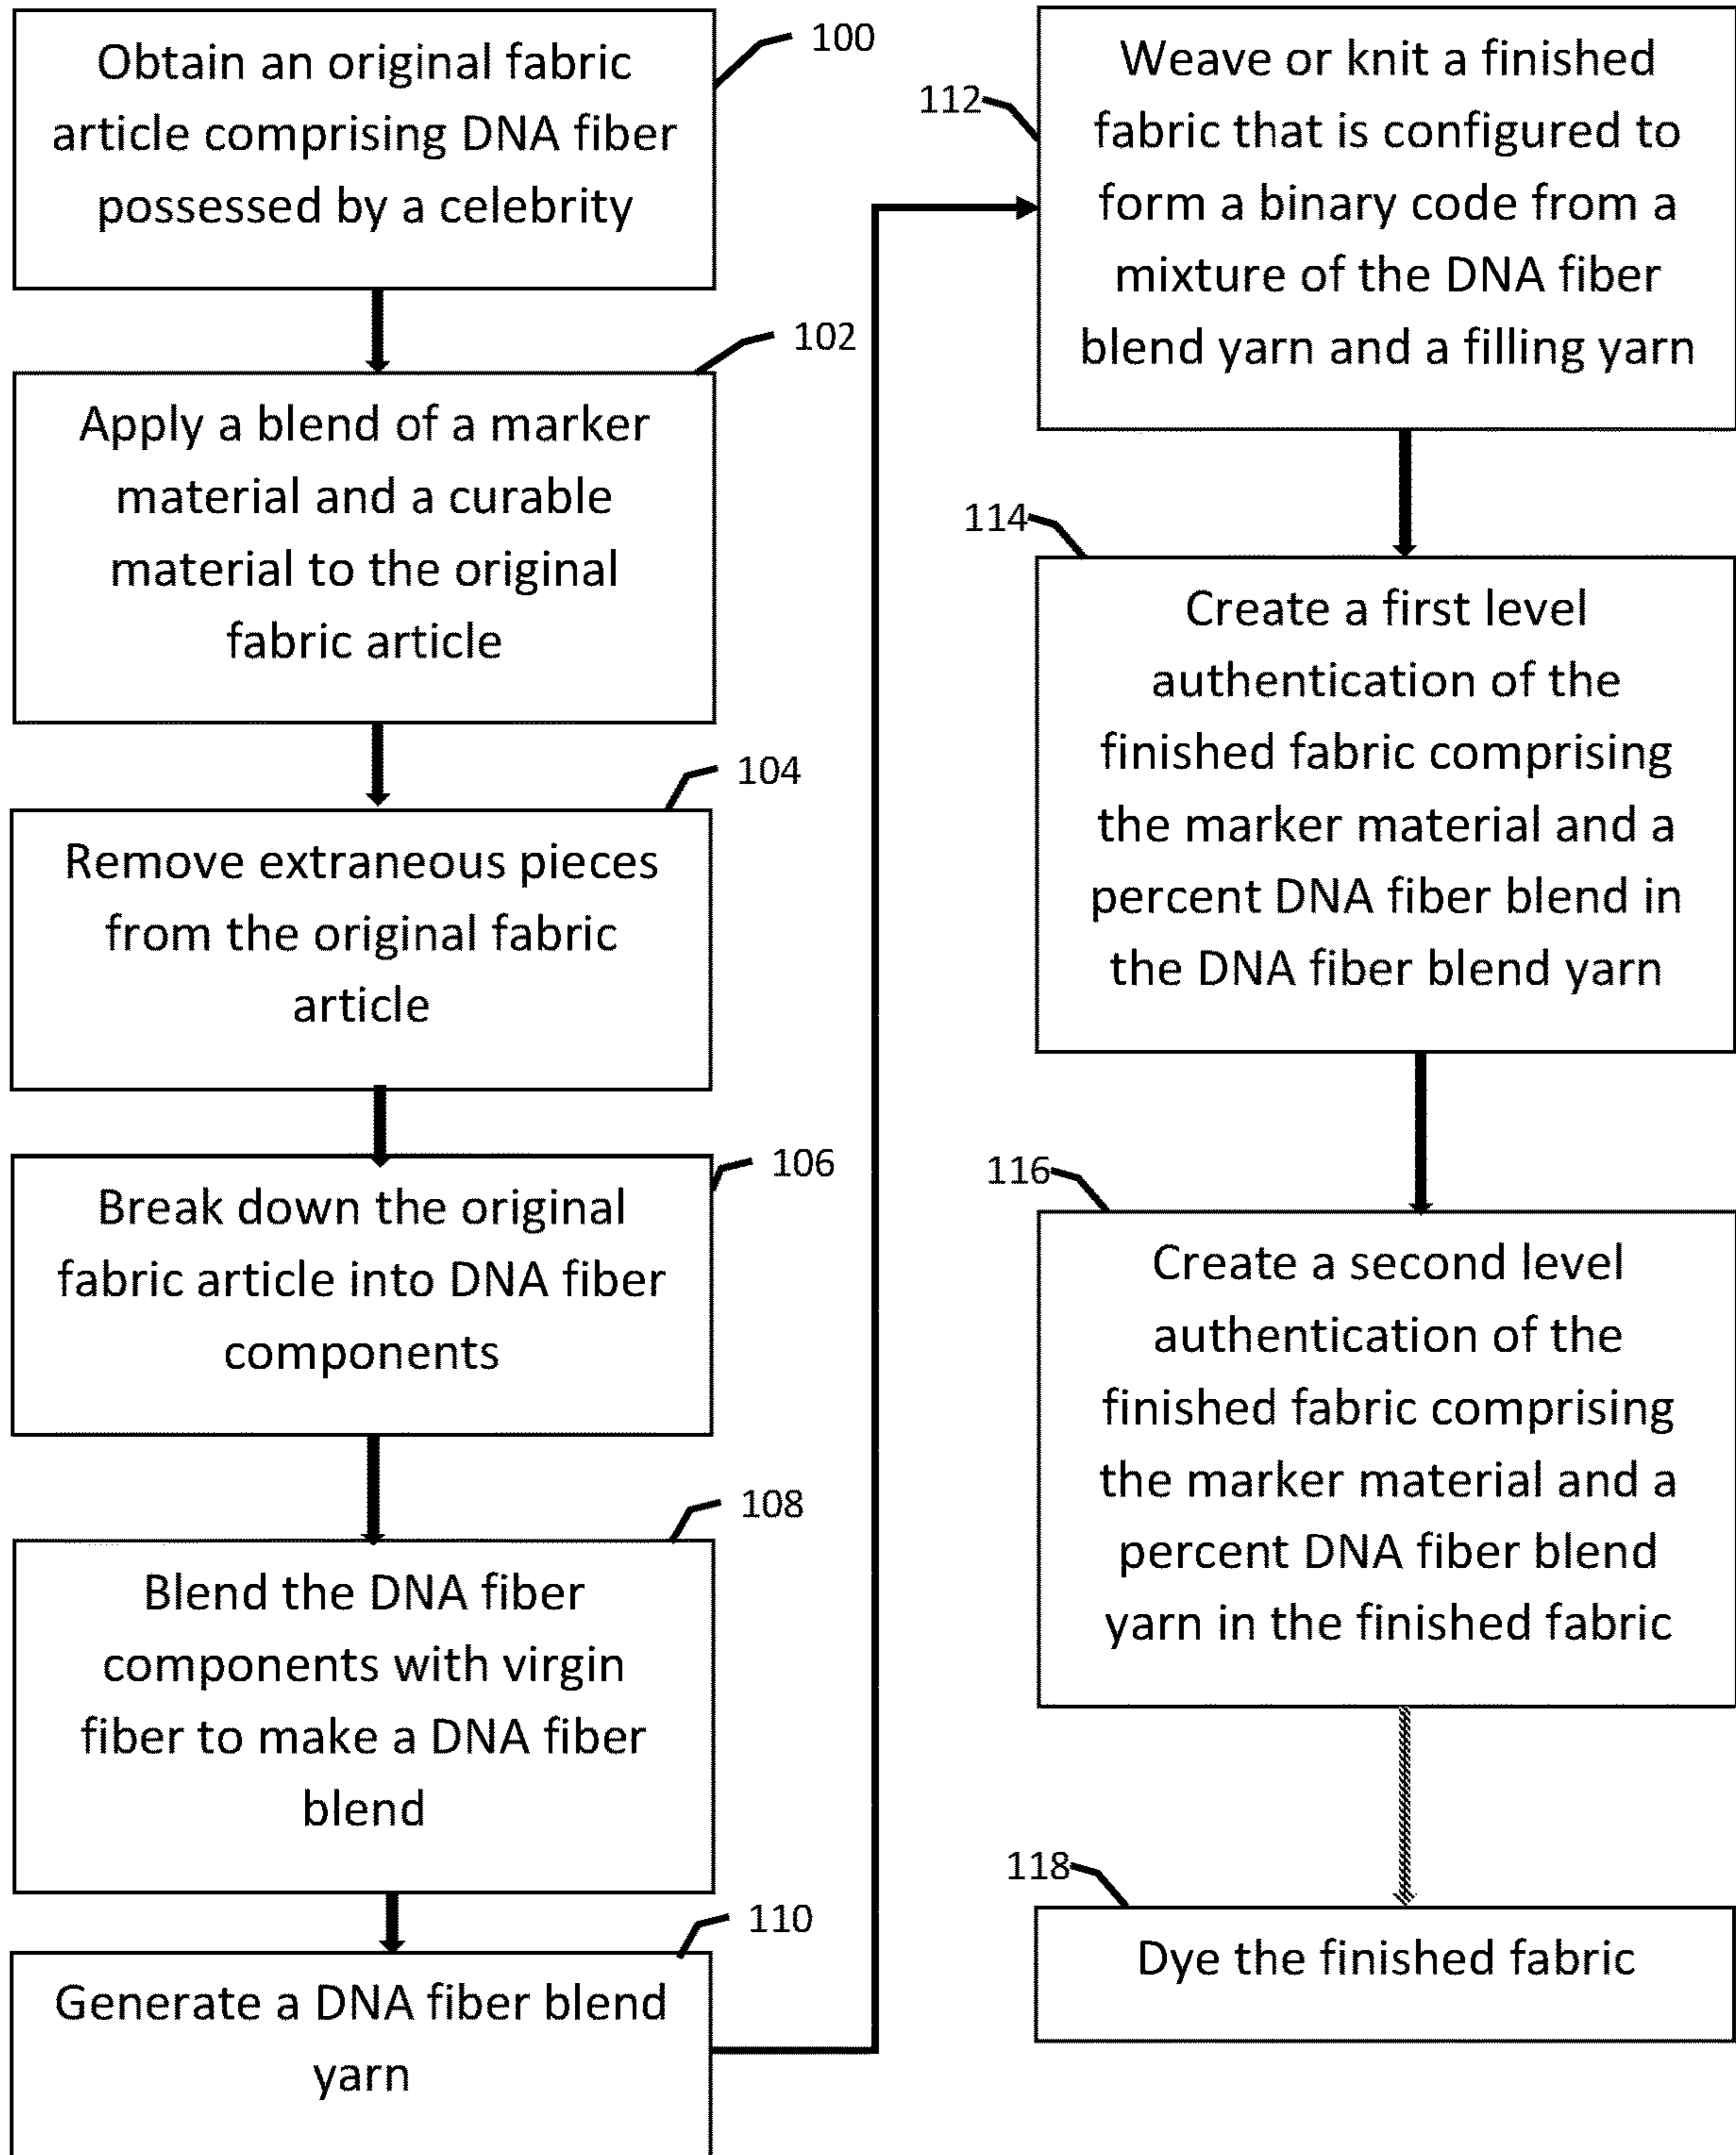 100
Obtain an original fabric
article comprising DNA fiber
possessed by a celebrity
102
Apply a blend of a marker
material and a curable
material to the original
fabric article
104
Remove extraneous pieces
from the original fabric
article
106
Break down the original
fabric article into DNA fiber
components
108
Blend the DNA fiber
components with virgin
fiber to make a DNA fiber
blend
110
Generate a DNA fiber blend
yarn
112
Weave or knit a finished
fabric that is configured to
form a binary code from a
mixture of the DNA fiber
blend yarn and a filling yarn
114
Create a first level
authentication of the
finished fabric comprising
the marker material and a
percent DNA fiber blend in
the DNA fiber blend yarn
116
Create a second level
authentication of the
finished fabric comprising
the marker material and a
percent DNA fiber blend
yarn in the finished fabric
118
Dye the finished fabric